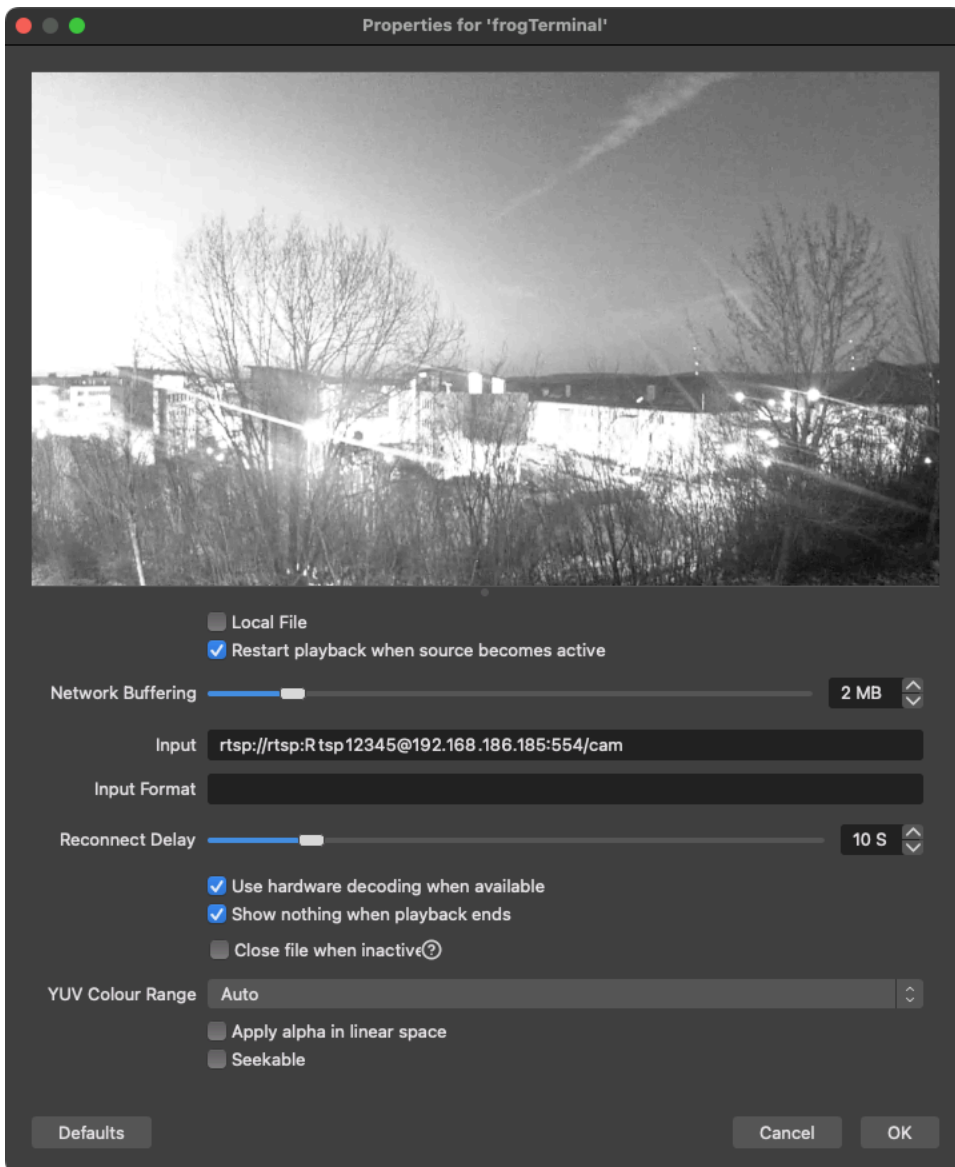 Properties for 'frogTerminal'
Local File
Restart playback when source becomes active
Network Buffering 2 MB
Input rtsp://rtsp:Rtsp12345@192.168.186.185:554/cam
Input Format
Reconnect Delay 10 S
Use hardware decoding when available
Show nothing when playback ends
Close file when inactive ?
YUV Colour Range Auto
Apply alpha in linear space
Seekable
Defaults Cancel OK